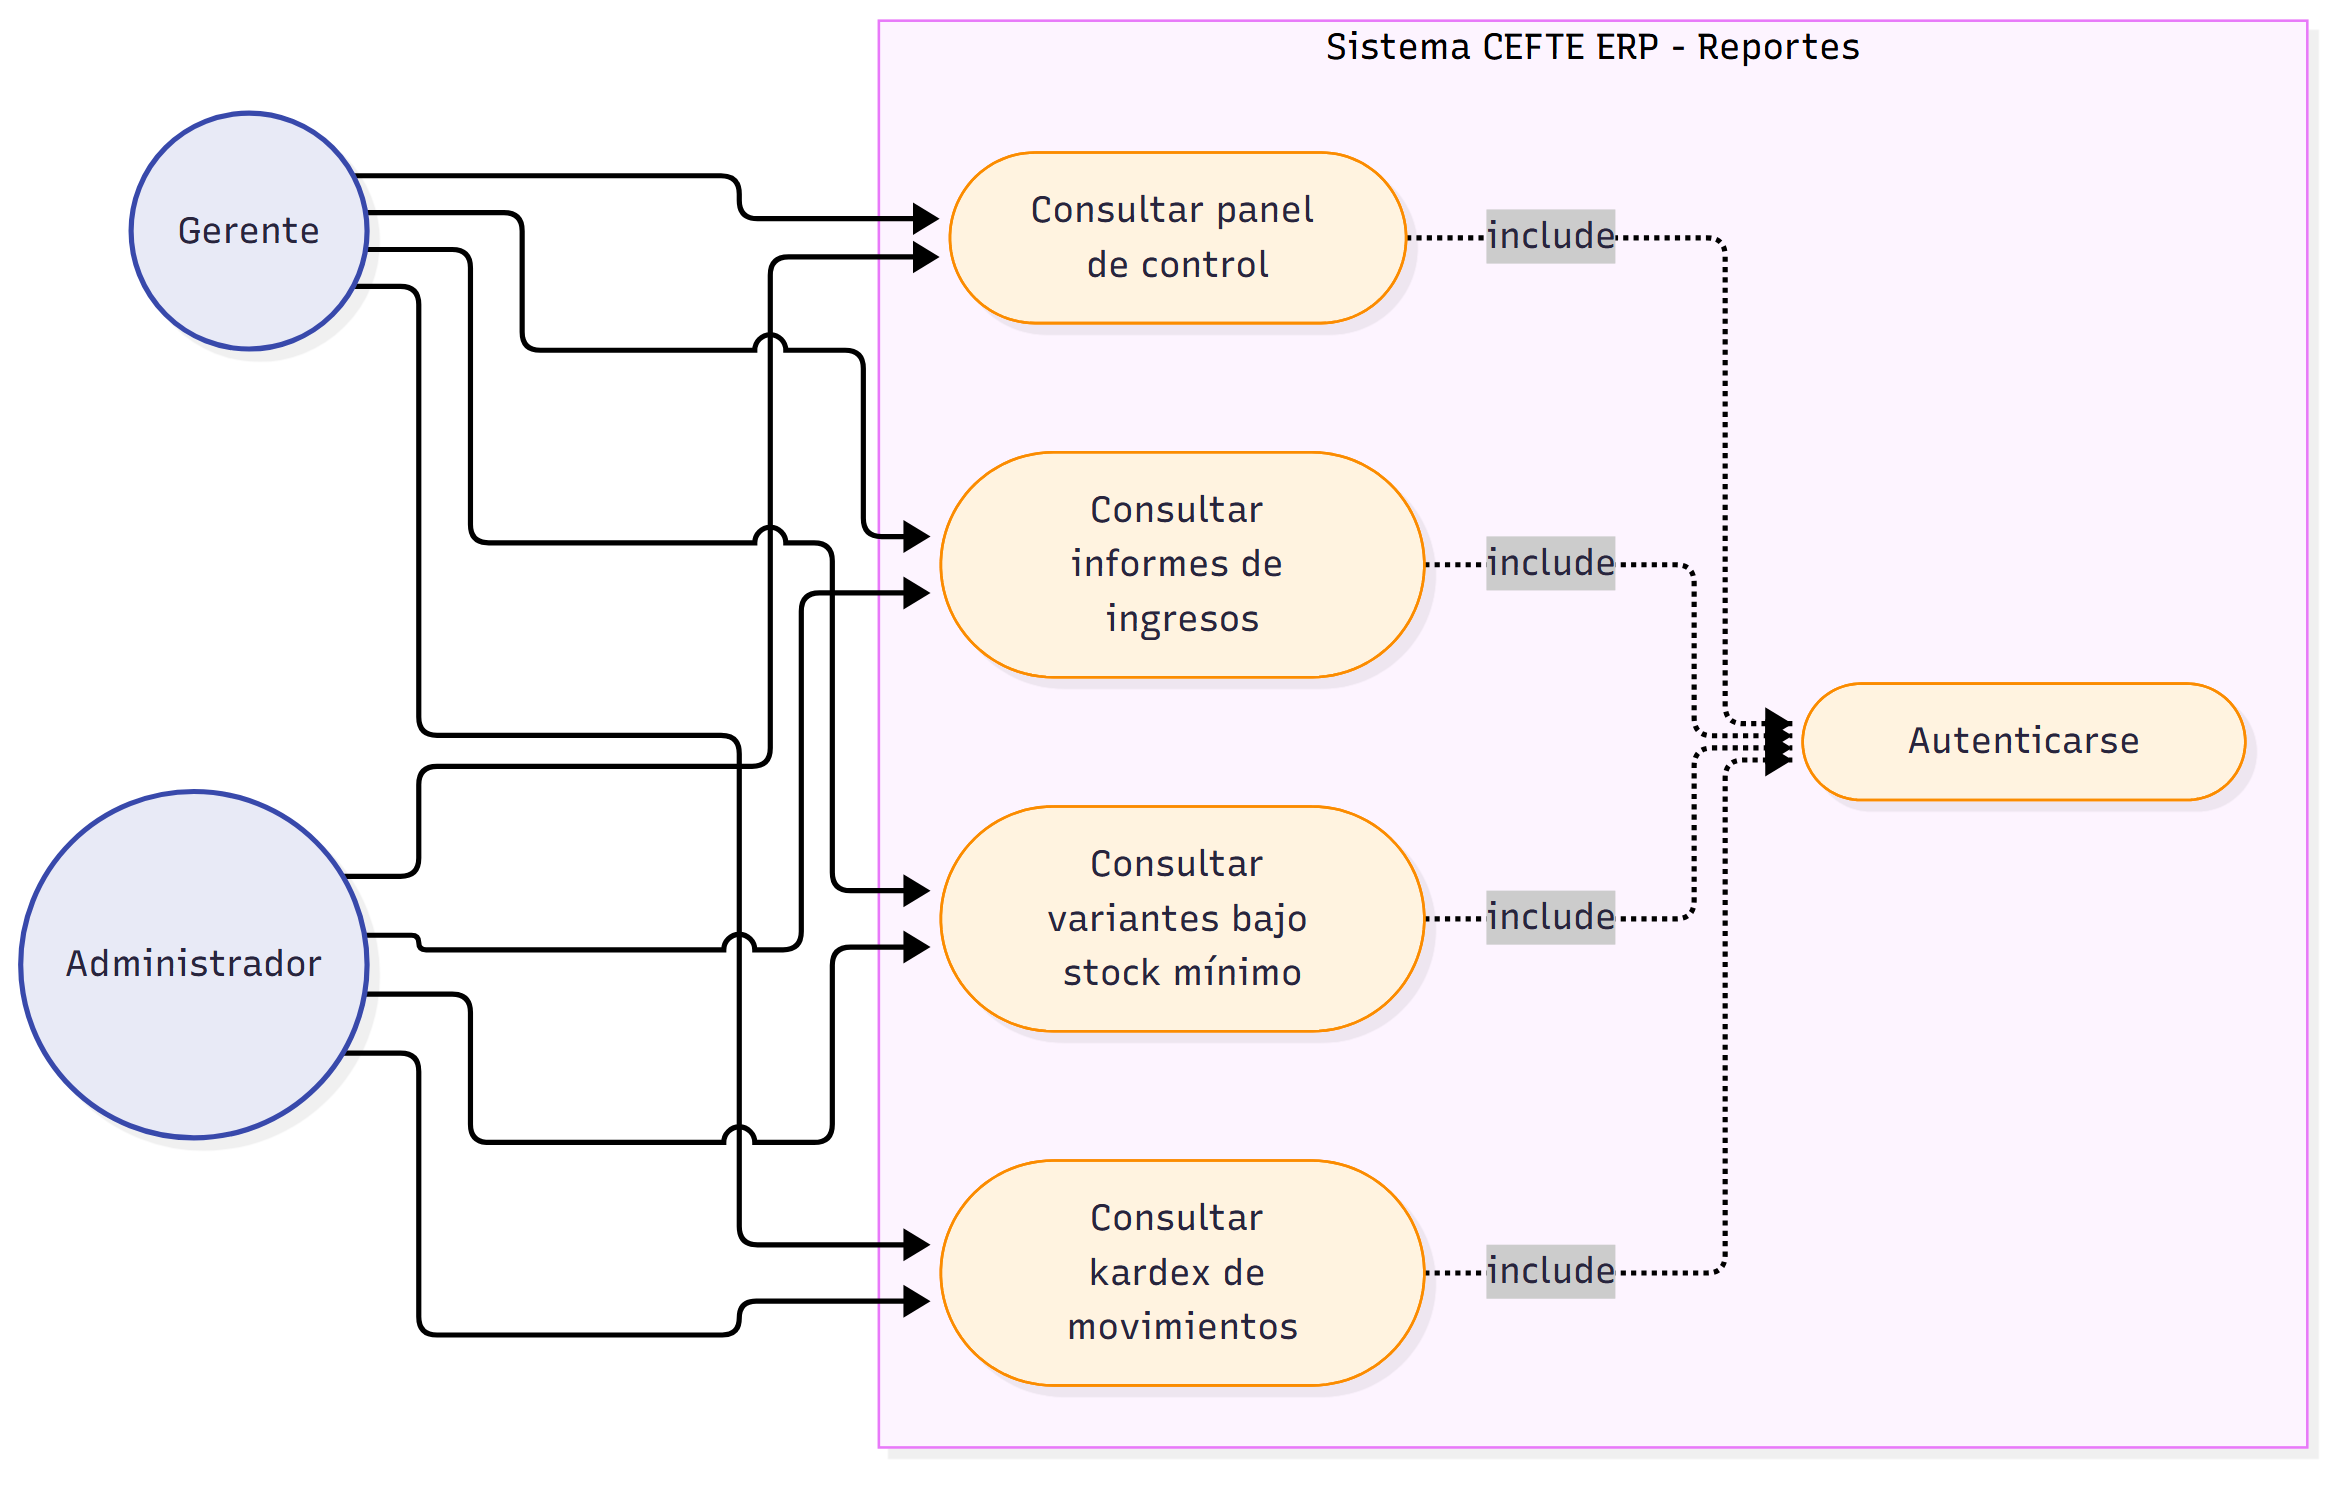 Sistema CEFTE ERP - Reportes
Gerente
Consultar panel
de control
include
Consultar
informes de
ingresos
include
Autenticarse
Consultar
variantes bajo
stock mínimo
include
Administrador
Consultar
kardex de
movimientos
include